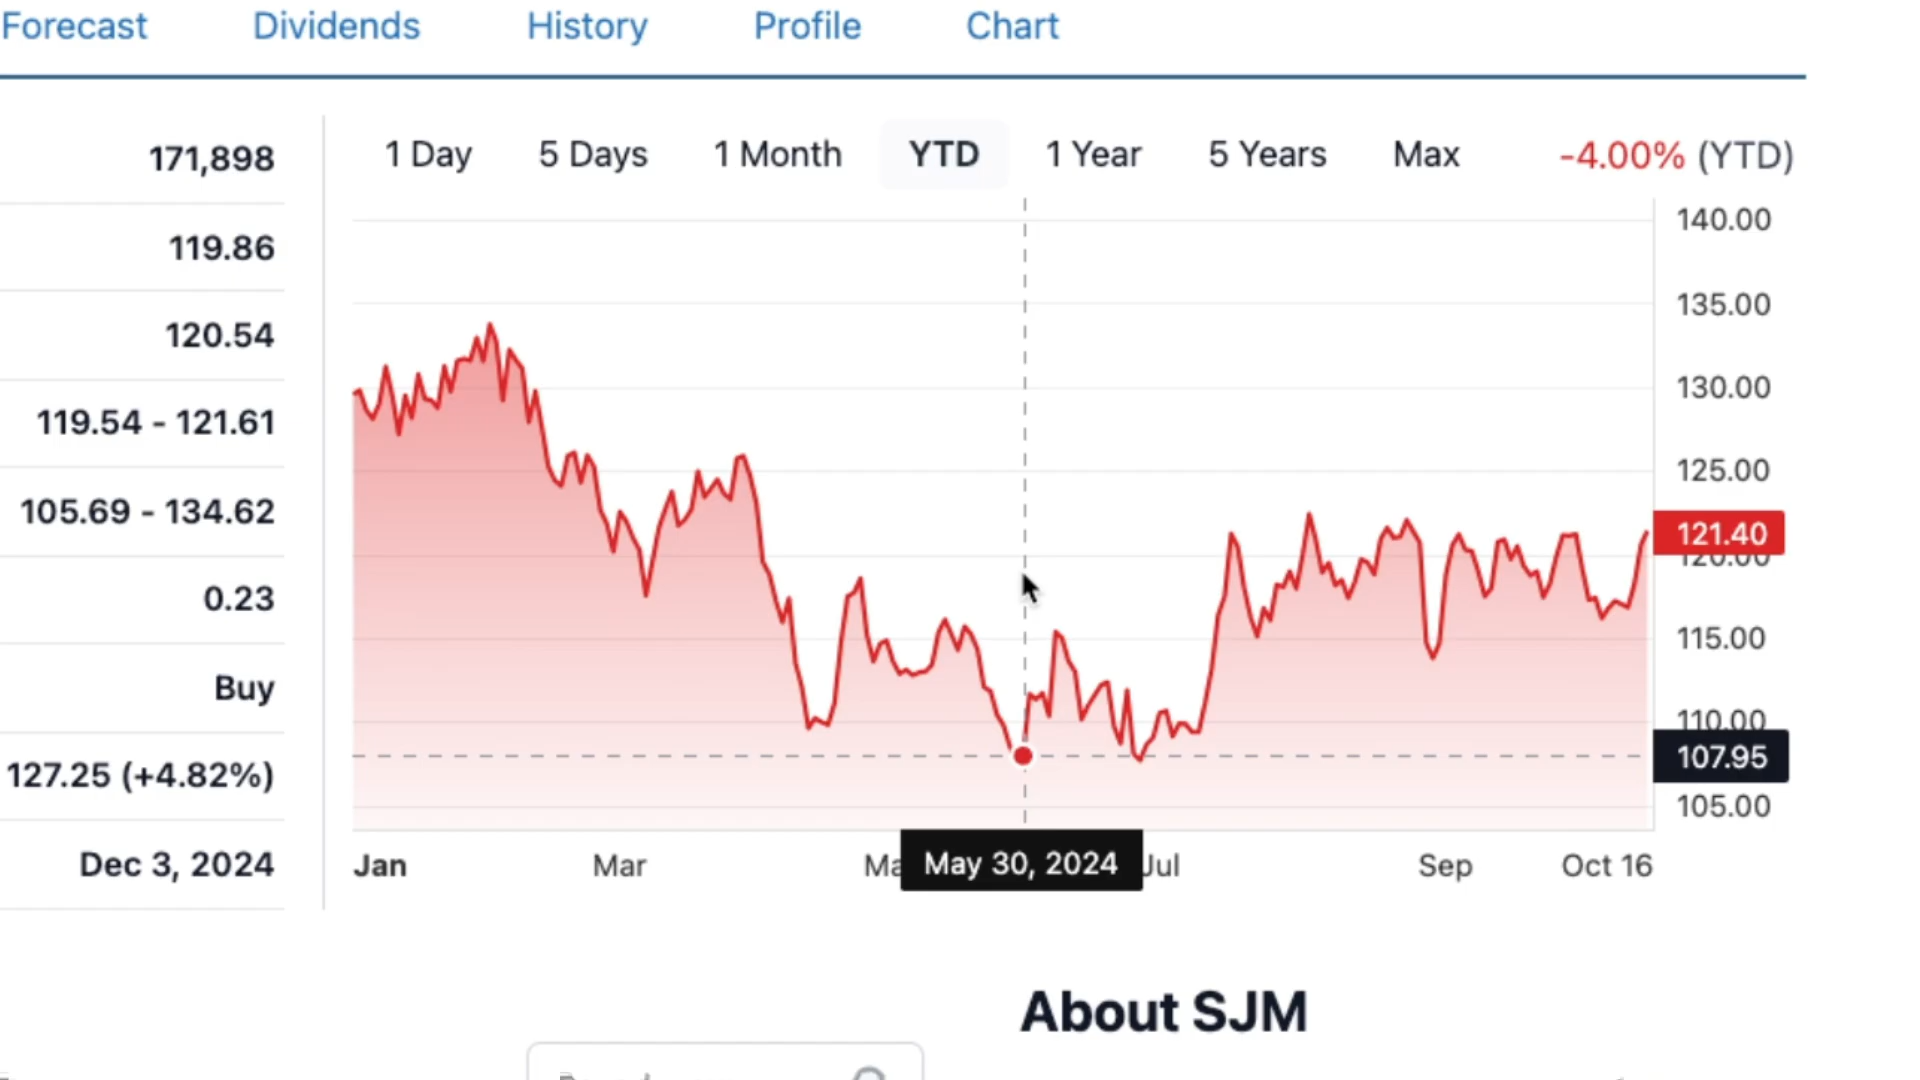 Forecast Dividends History Profile Chart
171,898
119.86
120.54
119.54 - 121.61
105.69 - 134.62
0.23
Buy
127.25 (+4.82%)
Dec 3, 2024
1 Day 5 Days 1 Month YTD 1 Year 5 Years Max -4.00% (YTD)
140.00
135.00
130.00
125.00
121.40
120.00
115.00
110.00
107.95
105.00
Jan Mar May 30, 2024 Jul Sep Oct 16
About SJM